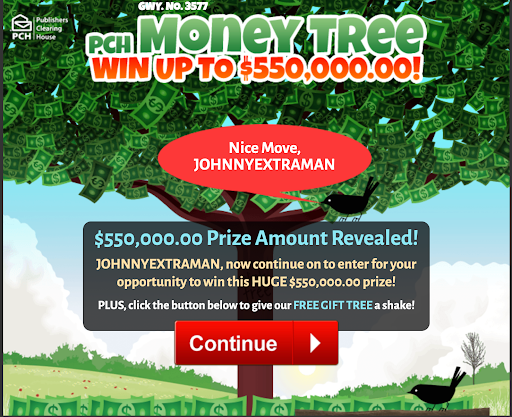 GWY. No. 3577
PCH
Publishers
Clearing
House
PCH MONEY TREE
WIN UP TO $550,000.00!
Nice Move,
JOHNNYEXTRAMAN
$550,000.00 Prize Amount Revealed!
JOHNNYEXTRAMAN, now continue on to enter for your
opportunity to win this HUGE $550,000.00 prize!
PLUS, click the button below to give our FREE GIFT TREE a shake!
Continue